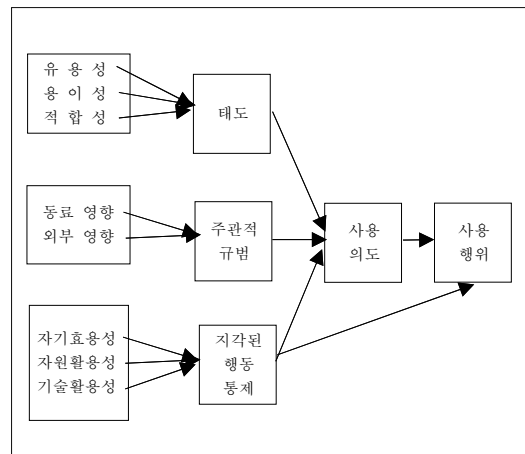 유 용 성
용 이 성
적 합 성
태도
동료 영향
외부 영향
주관적
규범
사용
의도
사용
행위
자기효용성
자원활용성
기술활용성
지각된
행동
통제